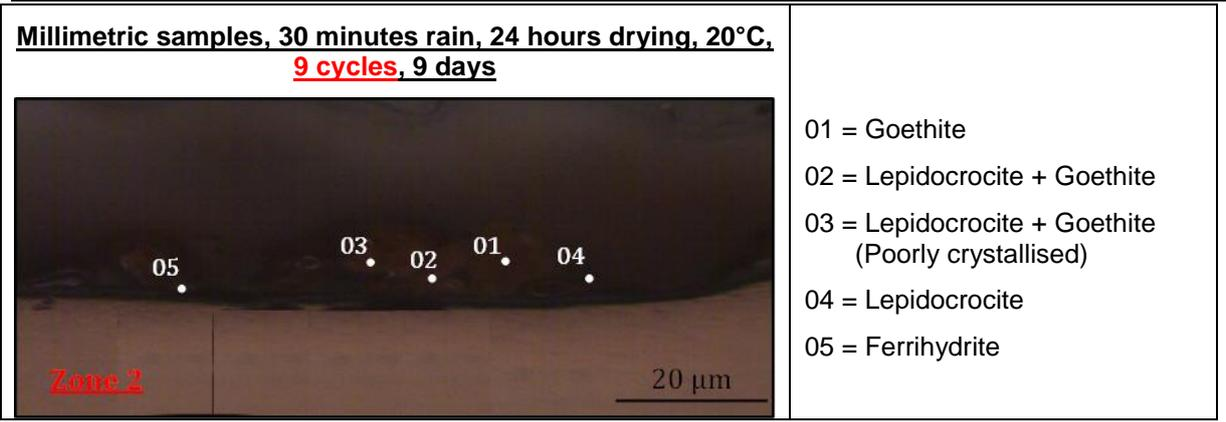 Millimetric samples, 30 minutes rain, 24 hours drying, 20°C,
9 cycles, 9 days
03
02
01
04
05
Zone 2
20 µm
01 = Goethite
02 = Lepidocrocite + Goethite
03 = Lepidocrocite + Goethite
(Poorly crystallised)
04 = Lepidocrocite
05 = Ferrihydrite